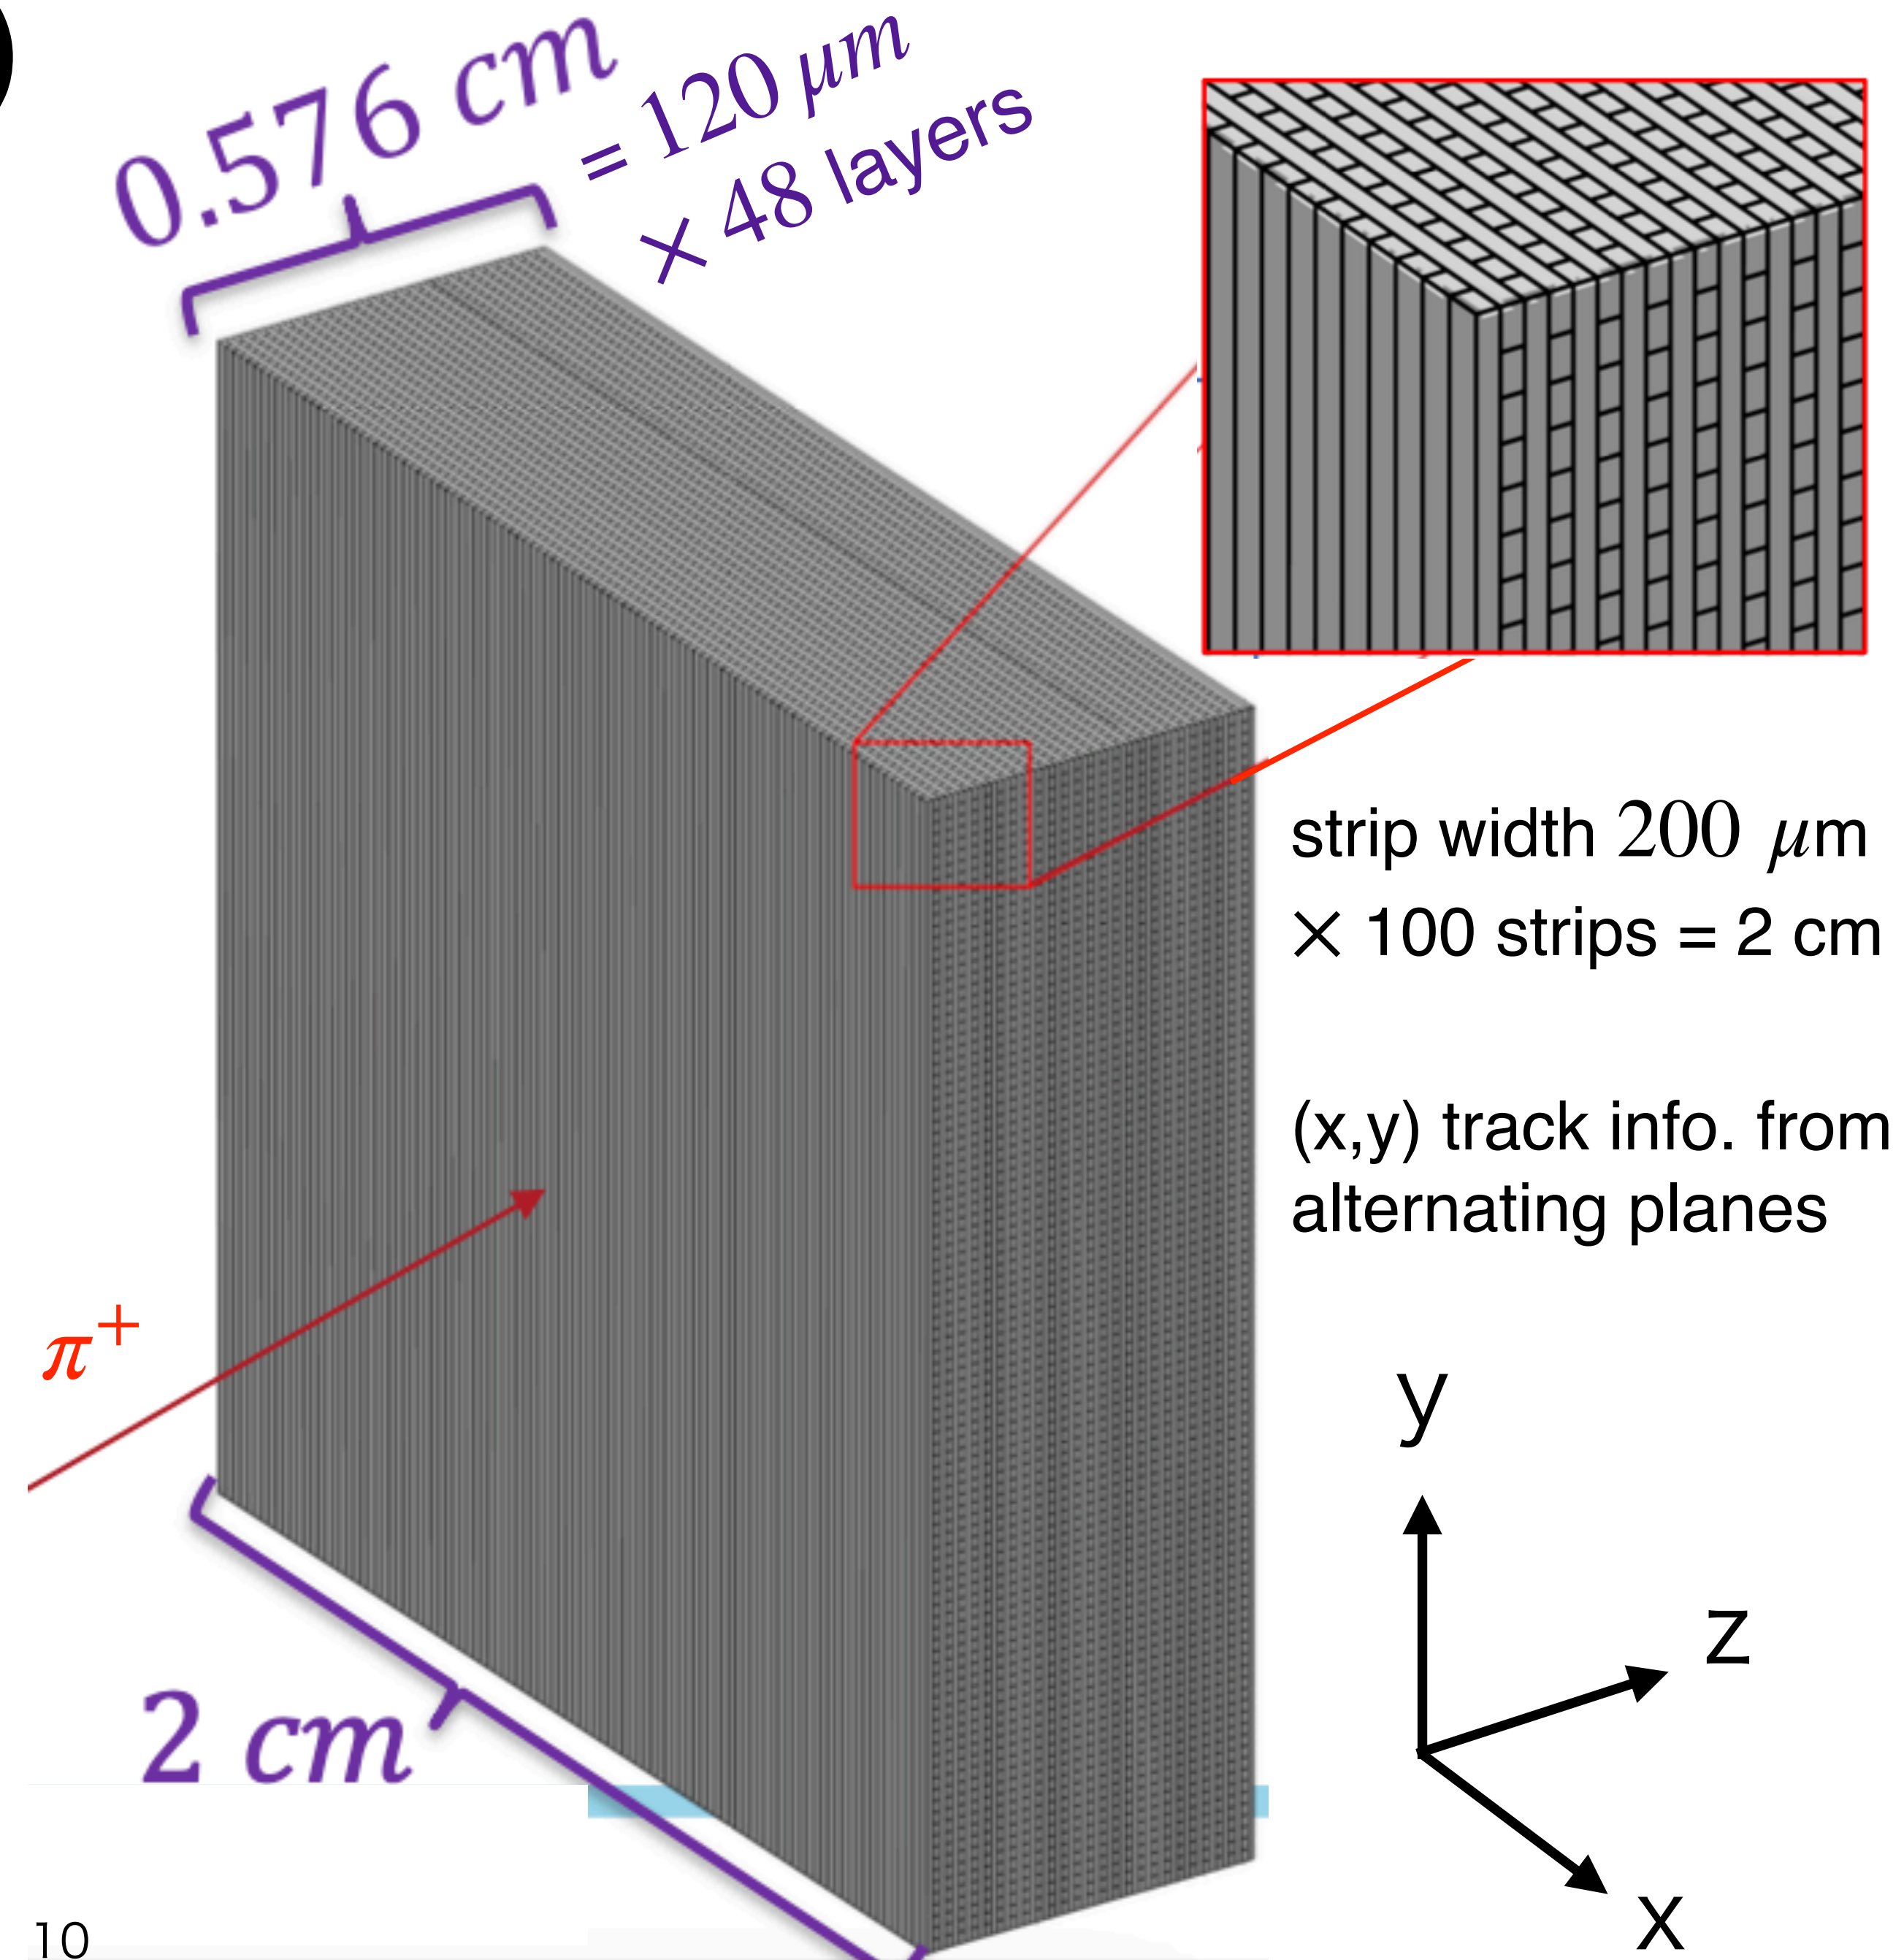 0.576 cm
= 120 μm
× 48 layers
strip width 200 μm
× 100 strips = 2 cm
(x,y) track info. from
alternating planes
π⁺
y
z
x
2 cm
10